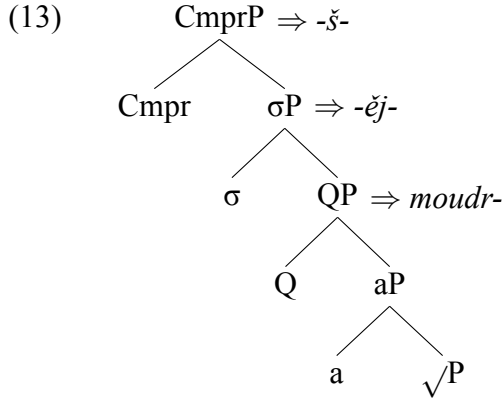 (13) CmprP ⇒ -š-
Cmpr σP ⇒ -ěj-
σ QP ⇒ moudr-
Q aP
a √P